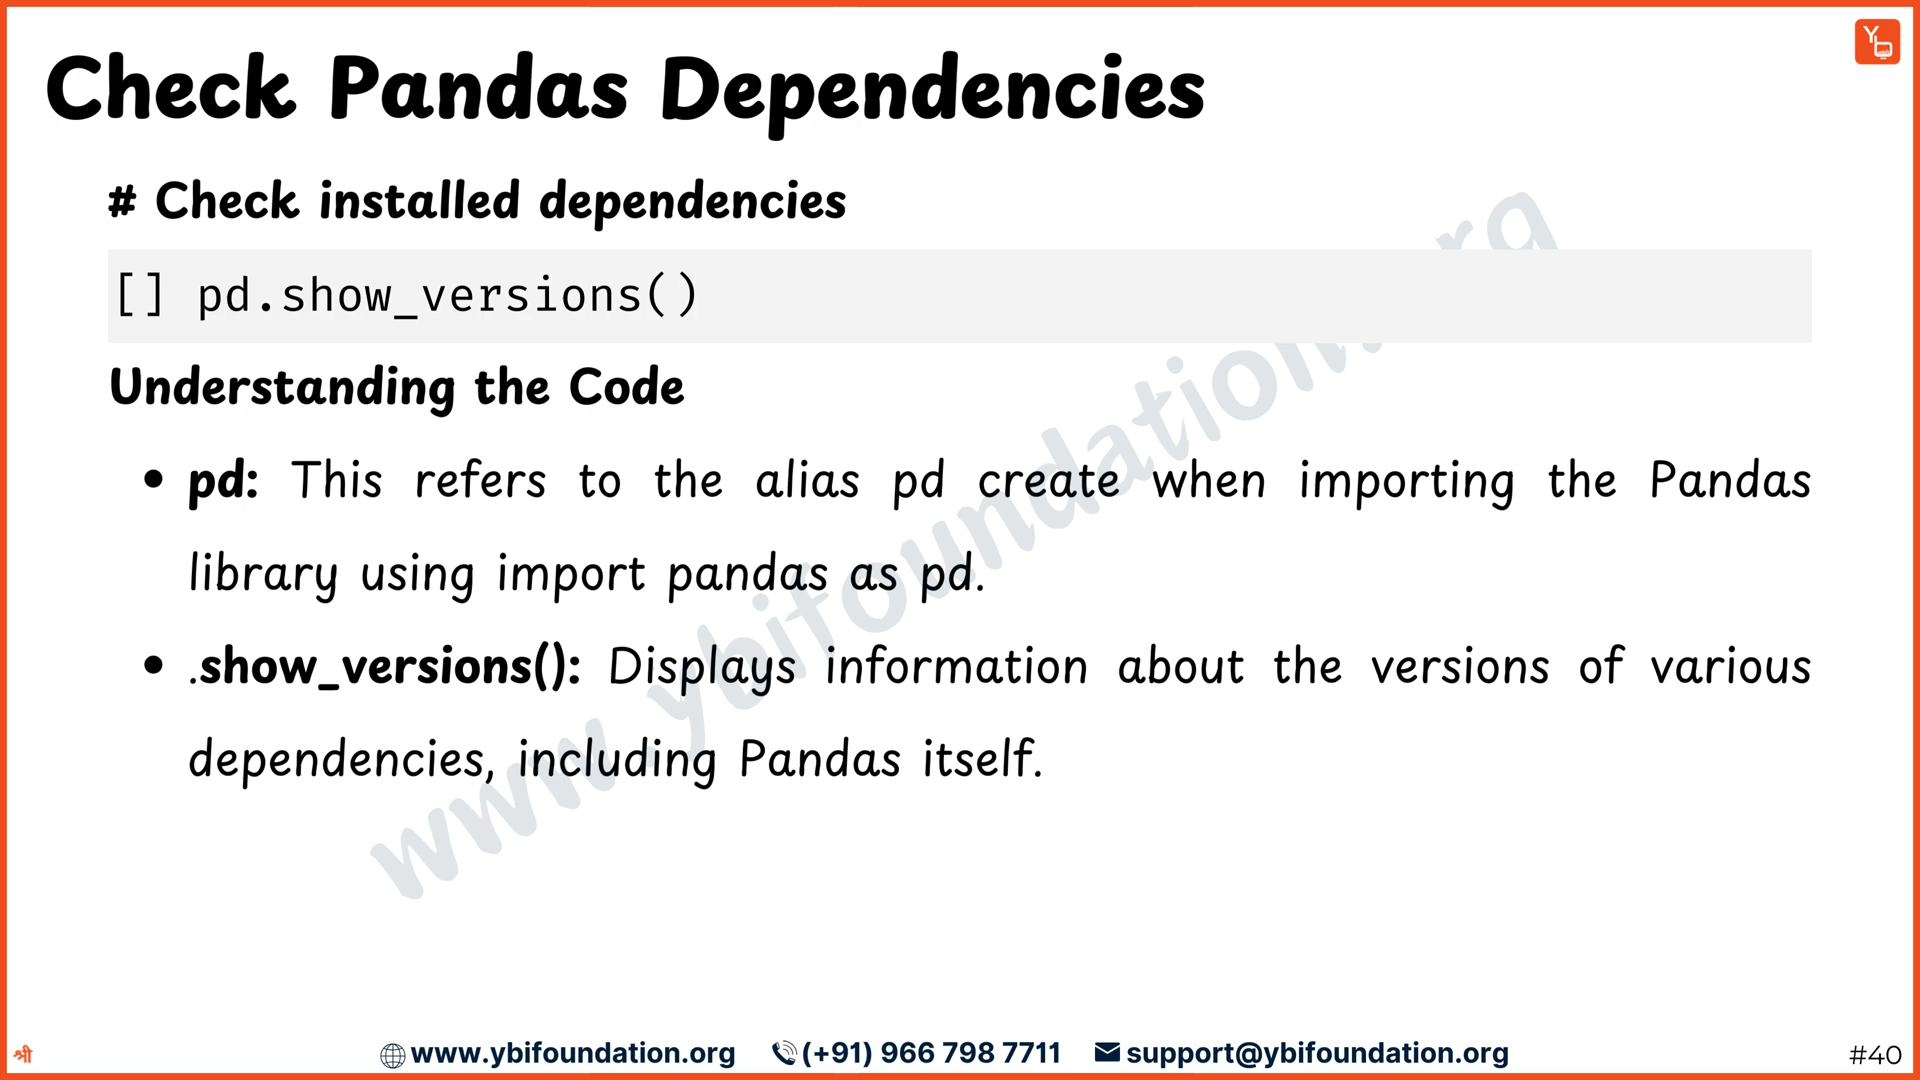 Check Pandas Dependencies
# Check installed dependencies
[] pd.show_versions()
Understanding the Code
• pd: This refers to the alias pd create when importing the Pandas
library using import pandas as pd.
• .show_versions(): Displays information about the versions of various
dependencies, including Pandas itself.
www.ybifoundation.org
श्री
www.ybifoundation.org (+91) 966 798 7711 support@ybifoundation.org
#40